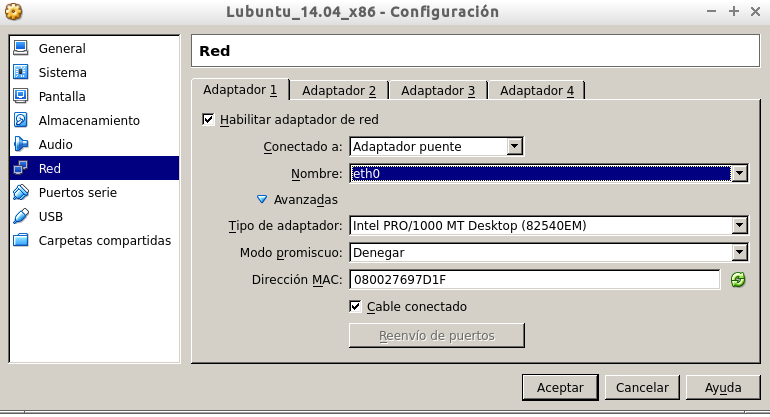 Lubuntu_14.04_x86 - Configuración
General
Sistema
Pantalla
Almacenamiento
Audio
Red
Puertos serie
USB
Carpetas compartidas
Red
Adaptador 1
Adaptador 2
Adaptador 3
Adaptador 4
Habilitar adaptador de red
Conectado a: Adaptador puente
Nombre: eth0
Avanzadas
Tipo de adaptador: Intel PRO/1000 MT Desktop (82540EM)
Modo promiscuo: Denegar
Dirección MAC: 080027697D1F
Cable conectado
Reenvío de puertos
Aceptar
Cancelar
Ayuda